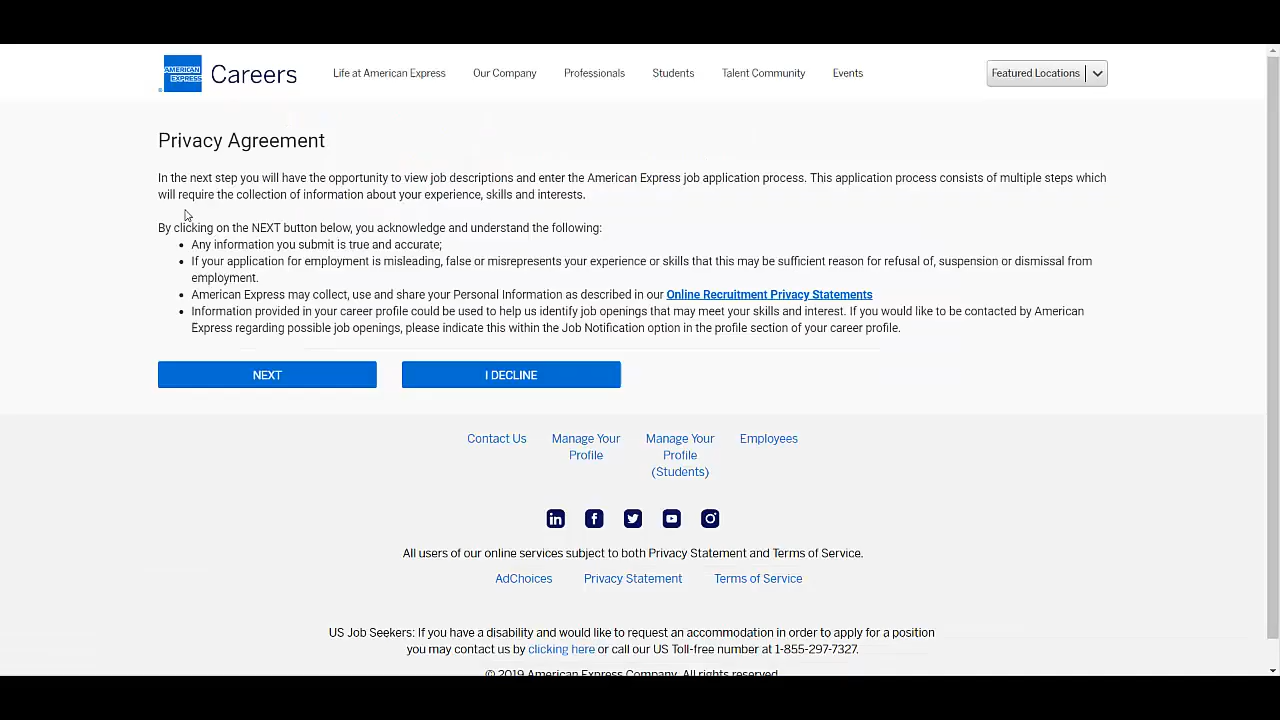 AMERICAN EXPRESS
Careers
Life at American Express
Our Company
Professionals
Students
Talent Community
Events
Featured Locations
Privacy Agreement
In the next step you will have the opportunity to view job descriptions and enter the American Express job application process. This application process consists of multiple steps which
will require the collection of information about your experience, skills and interests.
By clicking on the NEXT button below, you acknowledge and understand the following:
Any information you submit is true and accurate;
If your application for employment is misleading, false or misrepresents your experience or skills that this may be sufficient reason for refusal of, suspension or dismissal from
employment.
American Express may collect, use and share your Personal Information as described in our Online Recruitment Privacy Statements
Information provided in your career profile could be used to help us identify job openings that may meet your skills and interest. If you would like to be contacted by American
Express regarding possible job openings, please indicate this within the Job Notification option in the profile section of your career profile.
NEXT
I DECLINE
Contact Us
Manage Your
Profile
Manage Your
Profile
(Students)
Employees
All users of our online services subject to both Privacy Statement and Terms of Service.
AdChoices
Privacy Statement
Terms of Service
US Job Seekers: If you have a disability and would like to request an accommodation in order to apply for a position
you may contact us by clicking here or call our US Toll-free number at 1-855-297-7327.
© 2019 American Express Company. All rights reserved